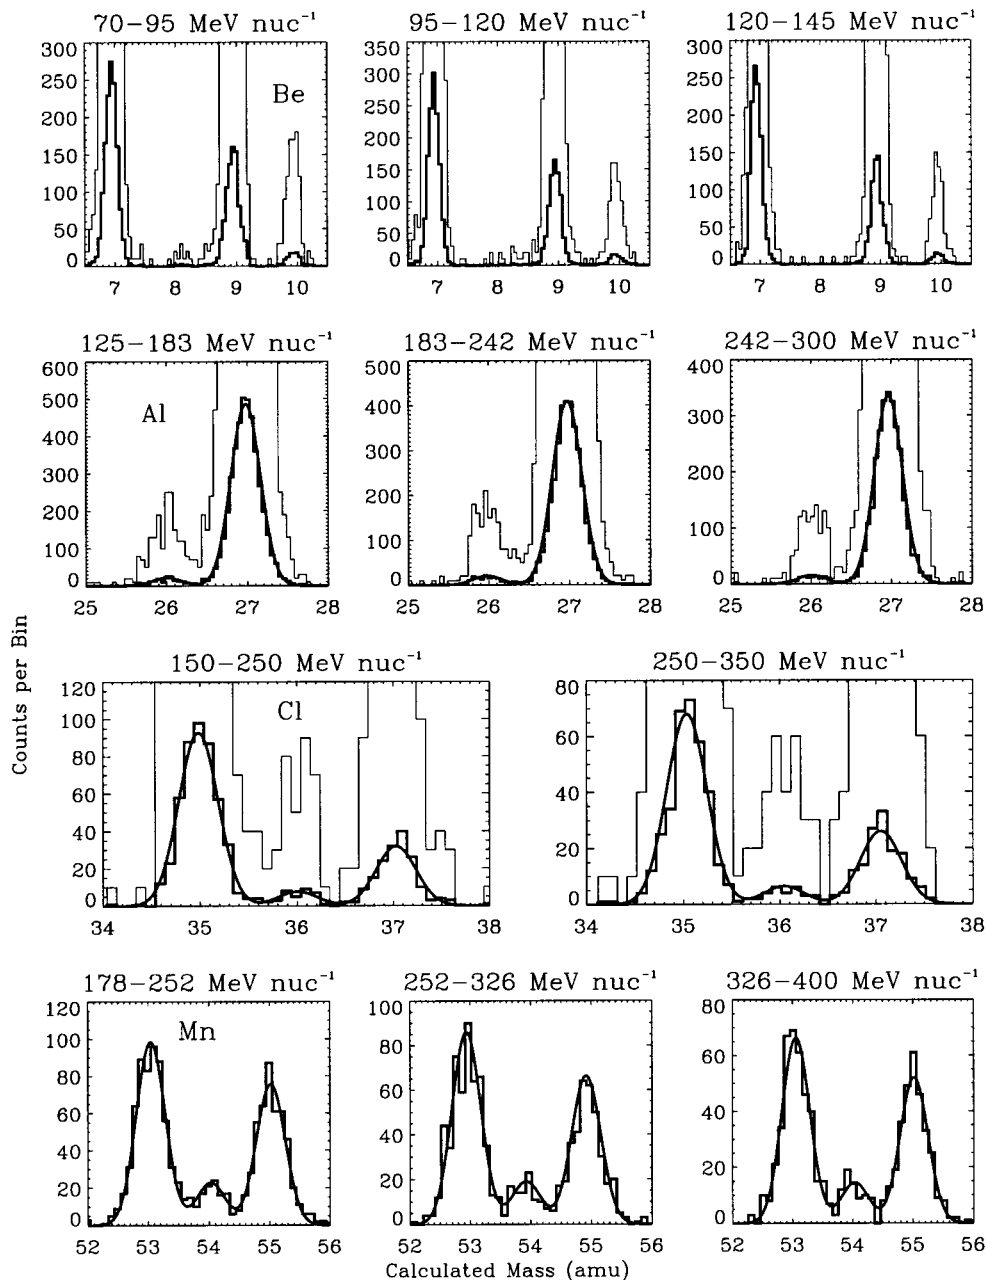 70−95 MeV nuc⁻¹
95−120 MeV nuc⁻¹
120−145 MeV nuc⁻¹
300
250
200
150
100
50
0
Be
7 8 9 10
350
300
250
200
150
100
50
0
7 8 9 10
300
250
200
150
100
50
0
7 8 9 10
125−183 MeV nuc⁻¹
183−242 MeV nuc⁻¹
242−300 MeV nuc⁻¹
600
500
400
300
200
100
0
Al
25 26 27 28
500
400
300
200
100
0
25 26 27 28
400
300
200
100
0
25 26 27 28
Counts per Bin
150−250 MeV nuc⁻¹
250−350 MeV nuc⁻¹
120
100
80
60
40
20
0
Cl
34 35 36 37 38
80
60
40
20
0
34 35 36 37 38
178−252 MeV nuc⁻¹
252−326 MeV nuc⁻¹
326−400 MeV nuc⁻¹
120
100
80
60
40
20
0
Mn
52 53 54 55 56
100
80
60
40
20
0
52 53 54 55 56
80
60
40
20
0
52 53 54 55 56
Calculated Mass (amu)